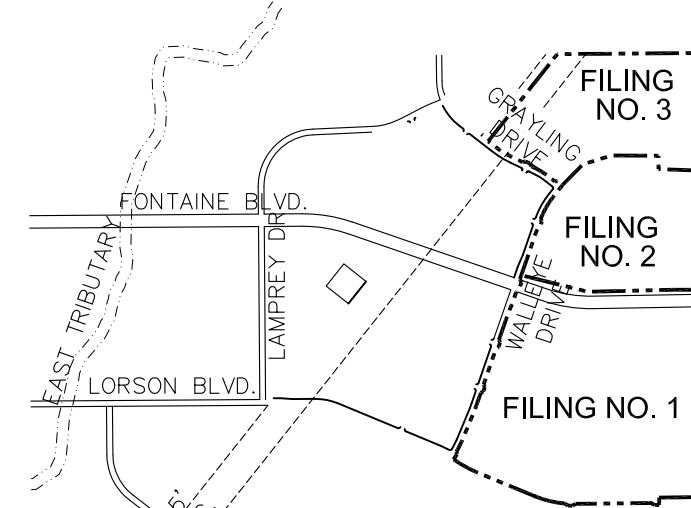 FILING
NO. 3
GRAYLING
DRIVE
FONTAINE BLVD.
LAMPREY DR
EAST TRIBUTARY
FILING
NO. 2
WALLEYE
DRIVE
LORSON BLVD.
FILING NO. 1